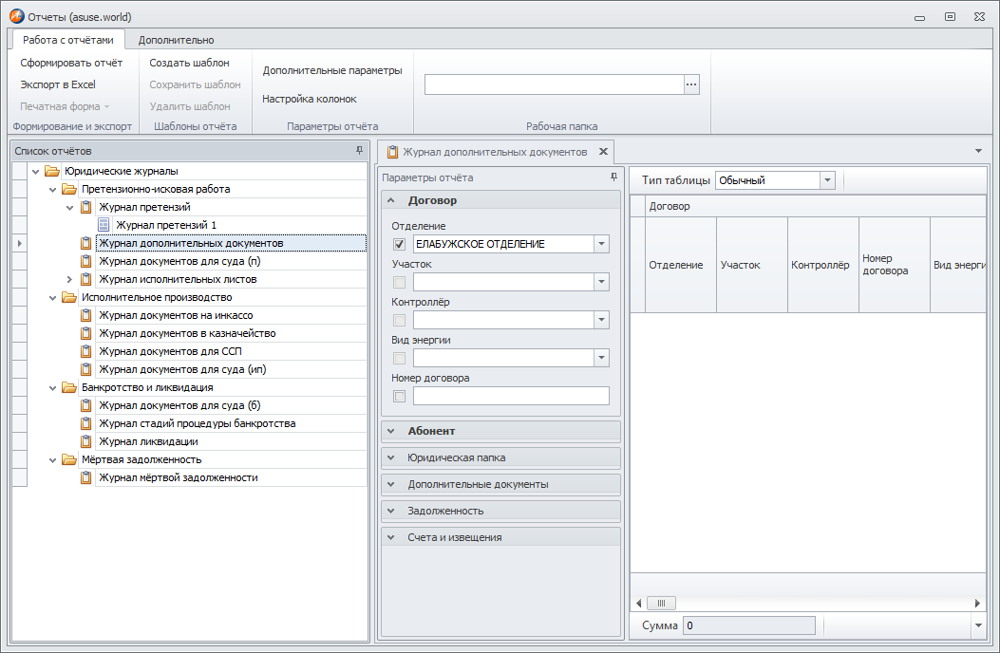 Отчеты (asuse.world)
Работа с отчётами
Дополнительно
Сформировать отчёт
Экспорт в Excel
Печатная форма
Формирование и экспорт
Создать шаблон
Сохранить шаблон
Удалить шаблон
Шаблоны отчёта
Дополнительные параметры
Настройка колонок
Параметры отчёта
Рабочая папка
Список отчётов
Юридические журналы
Претензионно-исковая работа
Журнал претензий
Журнал претензий 1
Журнал дополнительных документов
Журнал документов для суда (п)
Журнал исполнительных листов
Исполнительное производство
Журнал документов на инкассо
Журнал документов в казначейство
Журнал документов для ССП
Журнал документов для суда (ип)
Банкротство и ликвидация
Журнал документов для суда (б)
Журнал стадий процедуры банкротства
Журнал ликвидации
Мёртвая задолженность
Журнал мёртвой задолженности
Журнал дополнительных документов
Параметры отчёта
Договор
Отделение
ЕЛАБУЖСКОЕ ОТДЕЛЕНИЕ
Участок
Контроллёр
Вид энергии
Номер договора
Абонент
Юридическая папка
Дополнительные документы
Задолженность
Счета и извещения
Тип таблицы
Обычный
Договор
Отделение
Участок
Контроллёр
Номер
договора
Вид энерги
Сумма
0